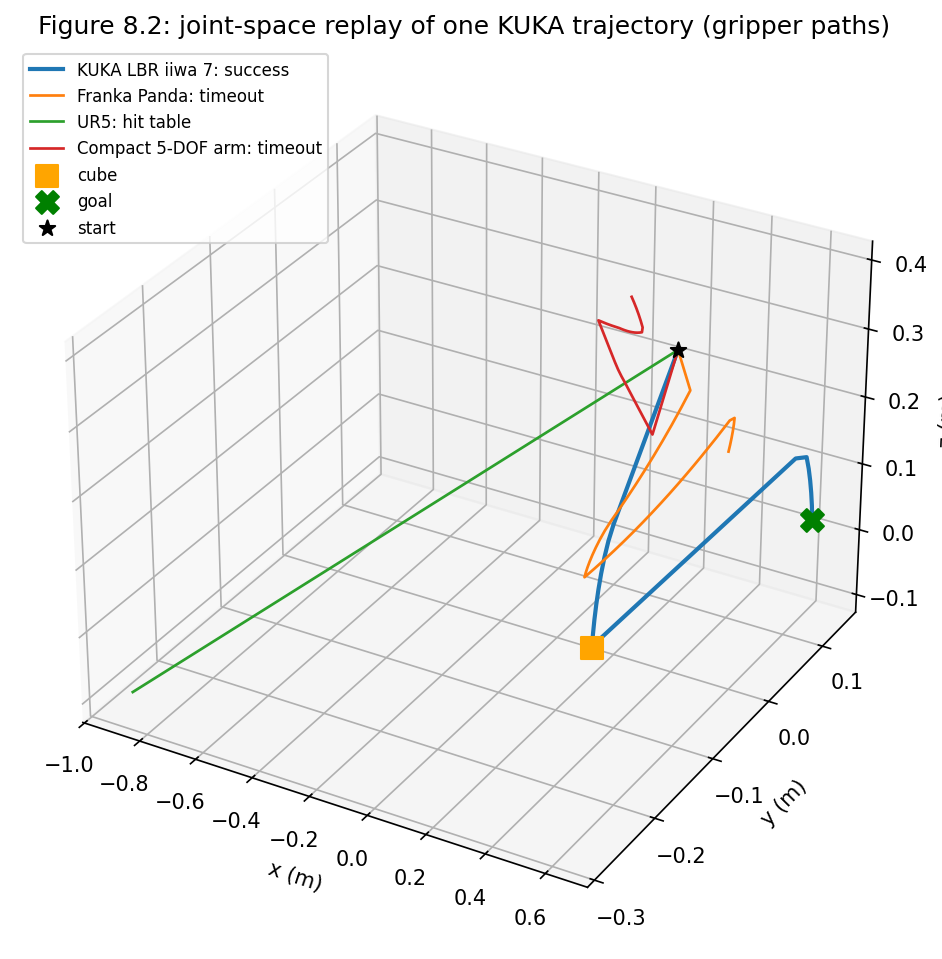 Figure 8.2: joint-space replay of one KUKA trajectory (gripper paths)
KUKA LBR iiwa 7: success
Franka Panda: timeout
UR5: hit table
Compact 5-DOF arm: timeout
cube
goal
start
0.4
0.3
0.2
0.1
0.0
−0.1
0.1
0.0
−0.1
−0.2
−0.3
y (m)
−1.0
−0.8
−0.6
−0.4
−0.2
0.0
0.2
0.4
0.6
x (m)